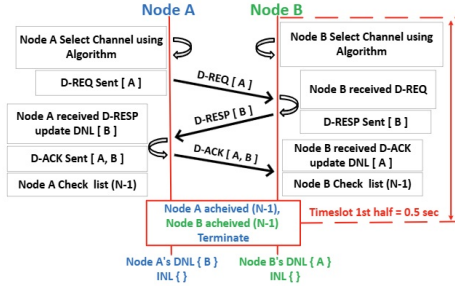 Node A
Node B
Node A Select Channel using
Algorithm
Node B Select Channel using
Algorithm
D-REQ Sent [ A ]
D-REQ [ A ]
Node B received D-REQ
Node A received D-RESP
update DNL [ B ]
D-RESP [ B ]
D-RESP Sent [ B ]
D-ACK Sent [ A, B ]
D-ACK [ A, B ]
Node B received D-ACK
update DNL [ A ]
Node A Check list (N-1)
Node B Check list (N-1)
Node A acheived (N-1),
Node B acheived (N-1)
Terminate
Timeslot 1st half = 0.5 sec
Node A's DNL { B }
INL { }
Node B's DNL { A }
INL { }